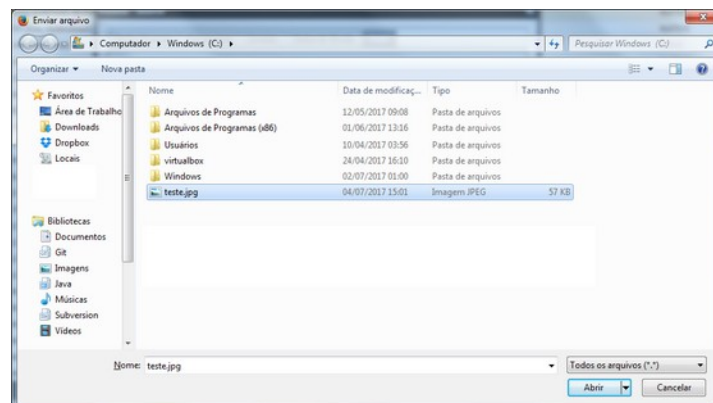 Enviar arquivo
Computador Windows (C:)
Pesquisar Windows (C:)
Organizar Nova pasta
Favoritos
Área de Trabalho
Downloads
Dropbox
Locais
Bibliotecas
Documentos
Git
Imagens
Java
Músicas
Subversion
Vídeos
Nome Data de modificaç... Tipo Tamanho
Arquivos de Programas 12/05/2017 09:08 Pasta de arquivos
Arquivos de Programas (x86) 01/06/2017 13:16 Pasta de arquivos
Usuários 10/04/2017 03:56 Pasta de arquivos
virtualbox 24/04/2017 16:10 Pasta de arquivos
Windows 02/07/2017 01:00 Pasta de arquivos
teste.jpg 04/07/2017 15:01 Imagem JPEG 57 KB
Nome: teste.jpg Todos os arquivos (*.*)
Abrir Cancelar